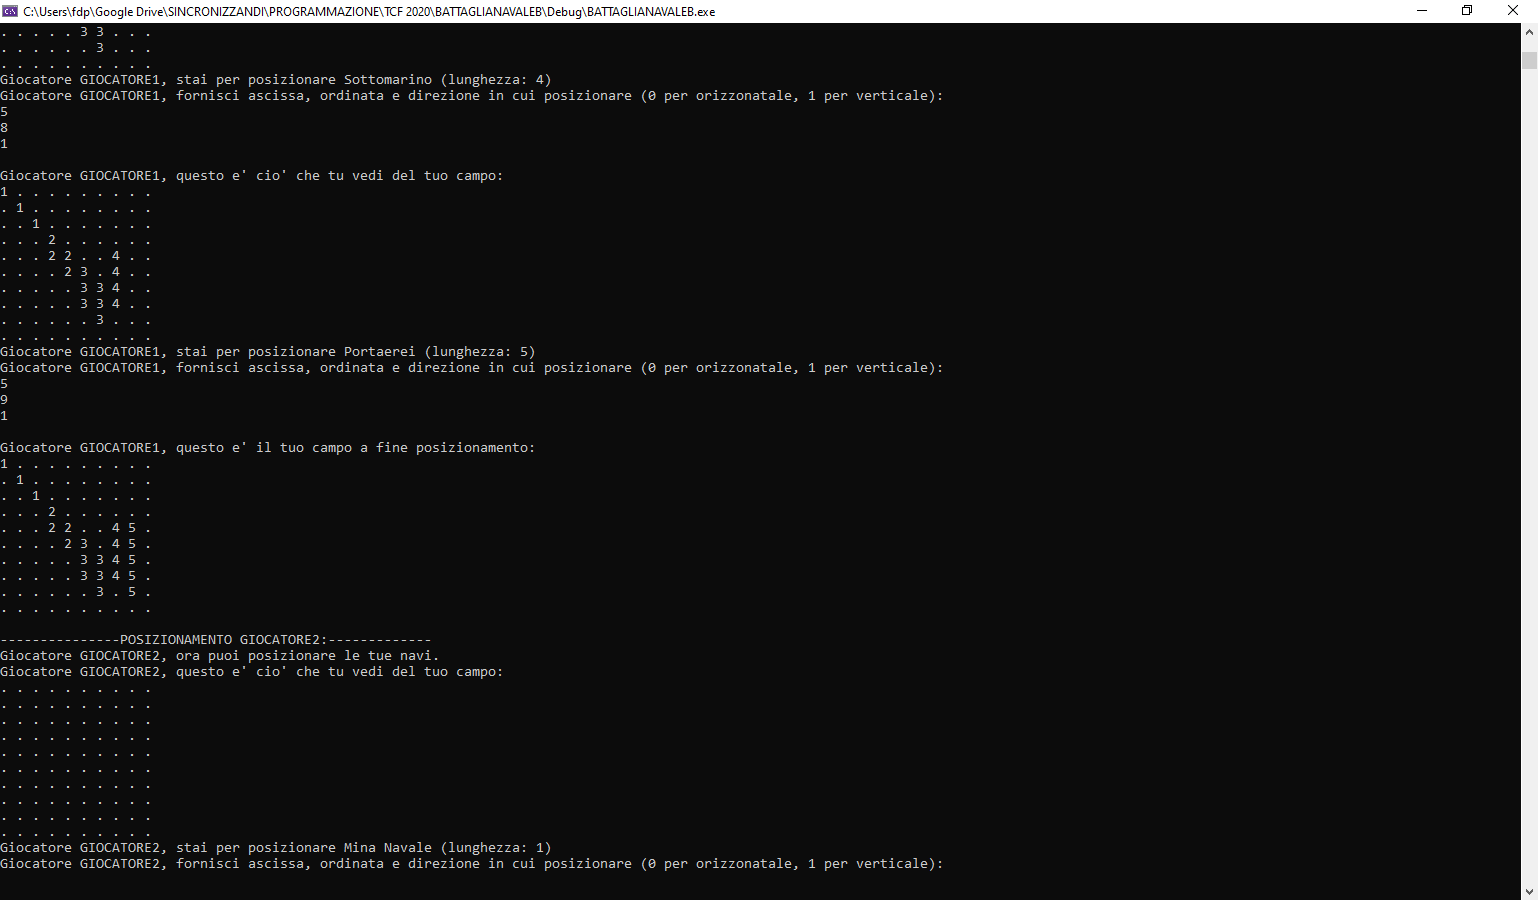 C:\Users\fdp\Google Drive\SINCRONIZZANDI\PROGRAMMAZIONE\TCF 2020\BATTAGLIANAVALEB\Debug\BATTAGLIANAVALEB.exe
. . . . . 3 3 . . .
. . . . . . 3 . . .
. . . . . . . . . .
Giocatore GIOCATORE1, stai per posizionare Sottomarino (lunghezza: 4)
Giocatore GIOCATORE1, fornisci ascissa, ordinata e direzione in cui posizionare (0 per orizzonatale, 1 per verticale):
5
8
1
Giocatore GIOCATORE1, questo e' cio' che tu vedi del tuo campo:
1 . . . . . . . . .
. 1 . . . . . . . .
. . 1 . . . . . . .
. . . 2 . . . . . .
. . . 2 2 . . 4 . .
. . . . 2 3 . 4 . .
. . . . . 3 3 4 . .
. . . . . 3 3 4 . .
. . . . . . 3 . . .
. . . . . . . . . .
Giocatore GIOCATORE1, stai per posizionare Portaerei (lunghezza: 5)
Giocatore GIOCATORE1, fornisci ascissa, ordinata e direzione in cui posizionare (0 per orizzonatale, 1 per verticale):
5
9
1
Giocatore GIOCATORE1, questo e' il tuo campo a fine posizionamento:
1 . . . . . . . . .
. 1 . . . . . . . .
. . 1 . . . . . . .
. . . 2 . . . . . .
. . . 2 2 . . 4 5 .
. . . . 2 3 . 4 5 .
. . . . . 3 3 4 5 .
. . . . . 3 3 4 5 .
. . . . . . 3 . 5 .
. . . . . . . . . .
---------------POSIZIONAMENTO GIOCATORE2:-------------
Giocatore GIOCATORE2, ora puoi posizionare le tue navi.
Giocatore GIOCATORE2, questo e' cio' che tu vedi del tuo campo:
. . . . . . . . . .
. . . . . . . . . .
. . . . . . . . . .
. . . . . . . . . .
. . . . . . . . . .
. . . . . . . . . .
. . . . . . . . . .
. . . . . . . . . .
. . . . . . . . . .
. . . . . . . . . .
Giocatore GIOCATORE2, stai per posizionare Mina Navale (lunghezza: 1)
Giocatore GIOCATORE2, fornisci ascissa, ordinata e direzione in cui posizionare (0 per orizzonatale, 1 per verticale):